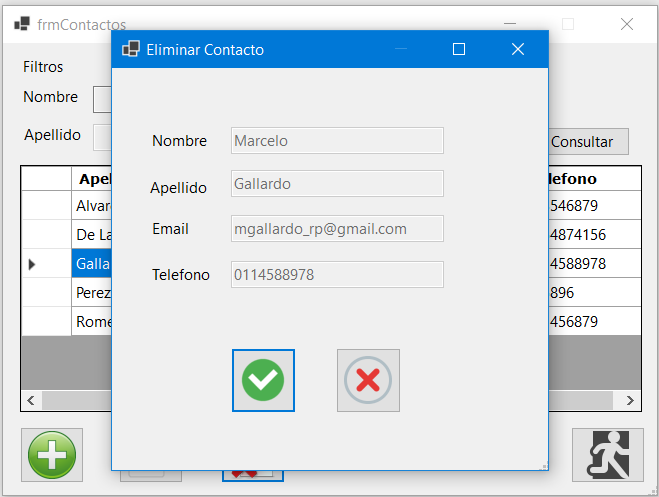 frmContactos
Eliminar Contacto
Filtros
Nombre
Apellido
Consultar
Nombre Marcelo
Apellido Gallardo
Email mgallardo_rp@gmail.com
Telefono 0114588978
Apel lefono
Alvar 546879
De La 4874156
Galla 4588978
Perez 896
Rome 456879